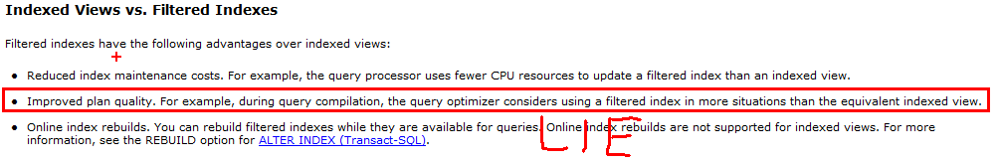 Indexed Views vs. Filtered Indexes
Filtered indexes have the following advantages over indexed views:
• Reduced index maintenance costs. For example, the query processor uses fewer CPU resources to update a filtered index than an indexed view.
• Improved plan quality. For example, during query compilation, the query optimizer considers using a filtered index in more situations than the equivalent indexed view.
• Online index rebuilds. You can rebuild filtered indexes while they are available for queries. Online index rebuilds are not supported for indexed views. For more
information, see the REBUILD option for ALTER INDEX (Transact-SQL).
LIE